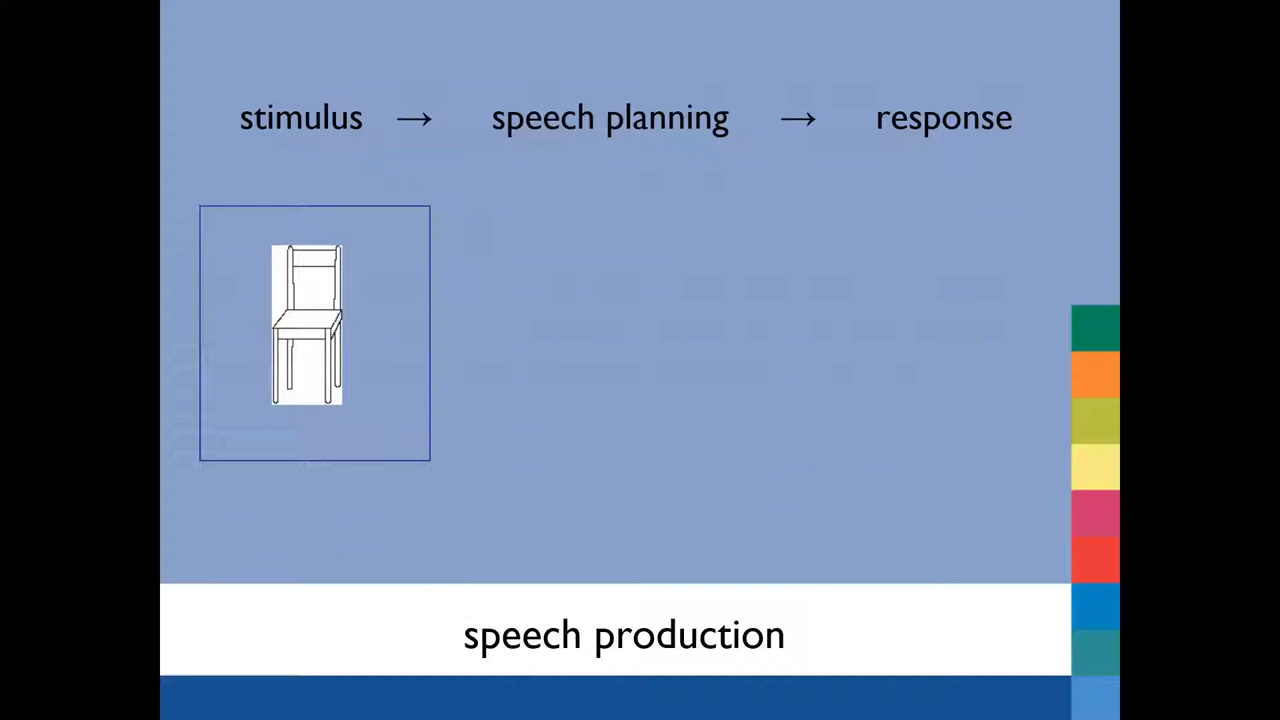 stimulus → speech planning → response
speech production